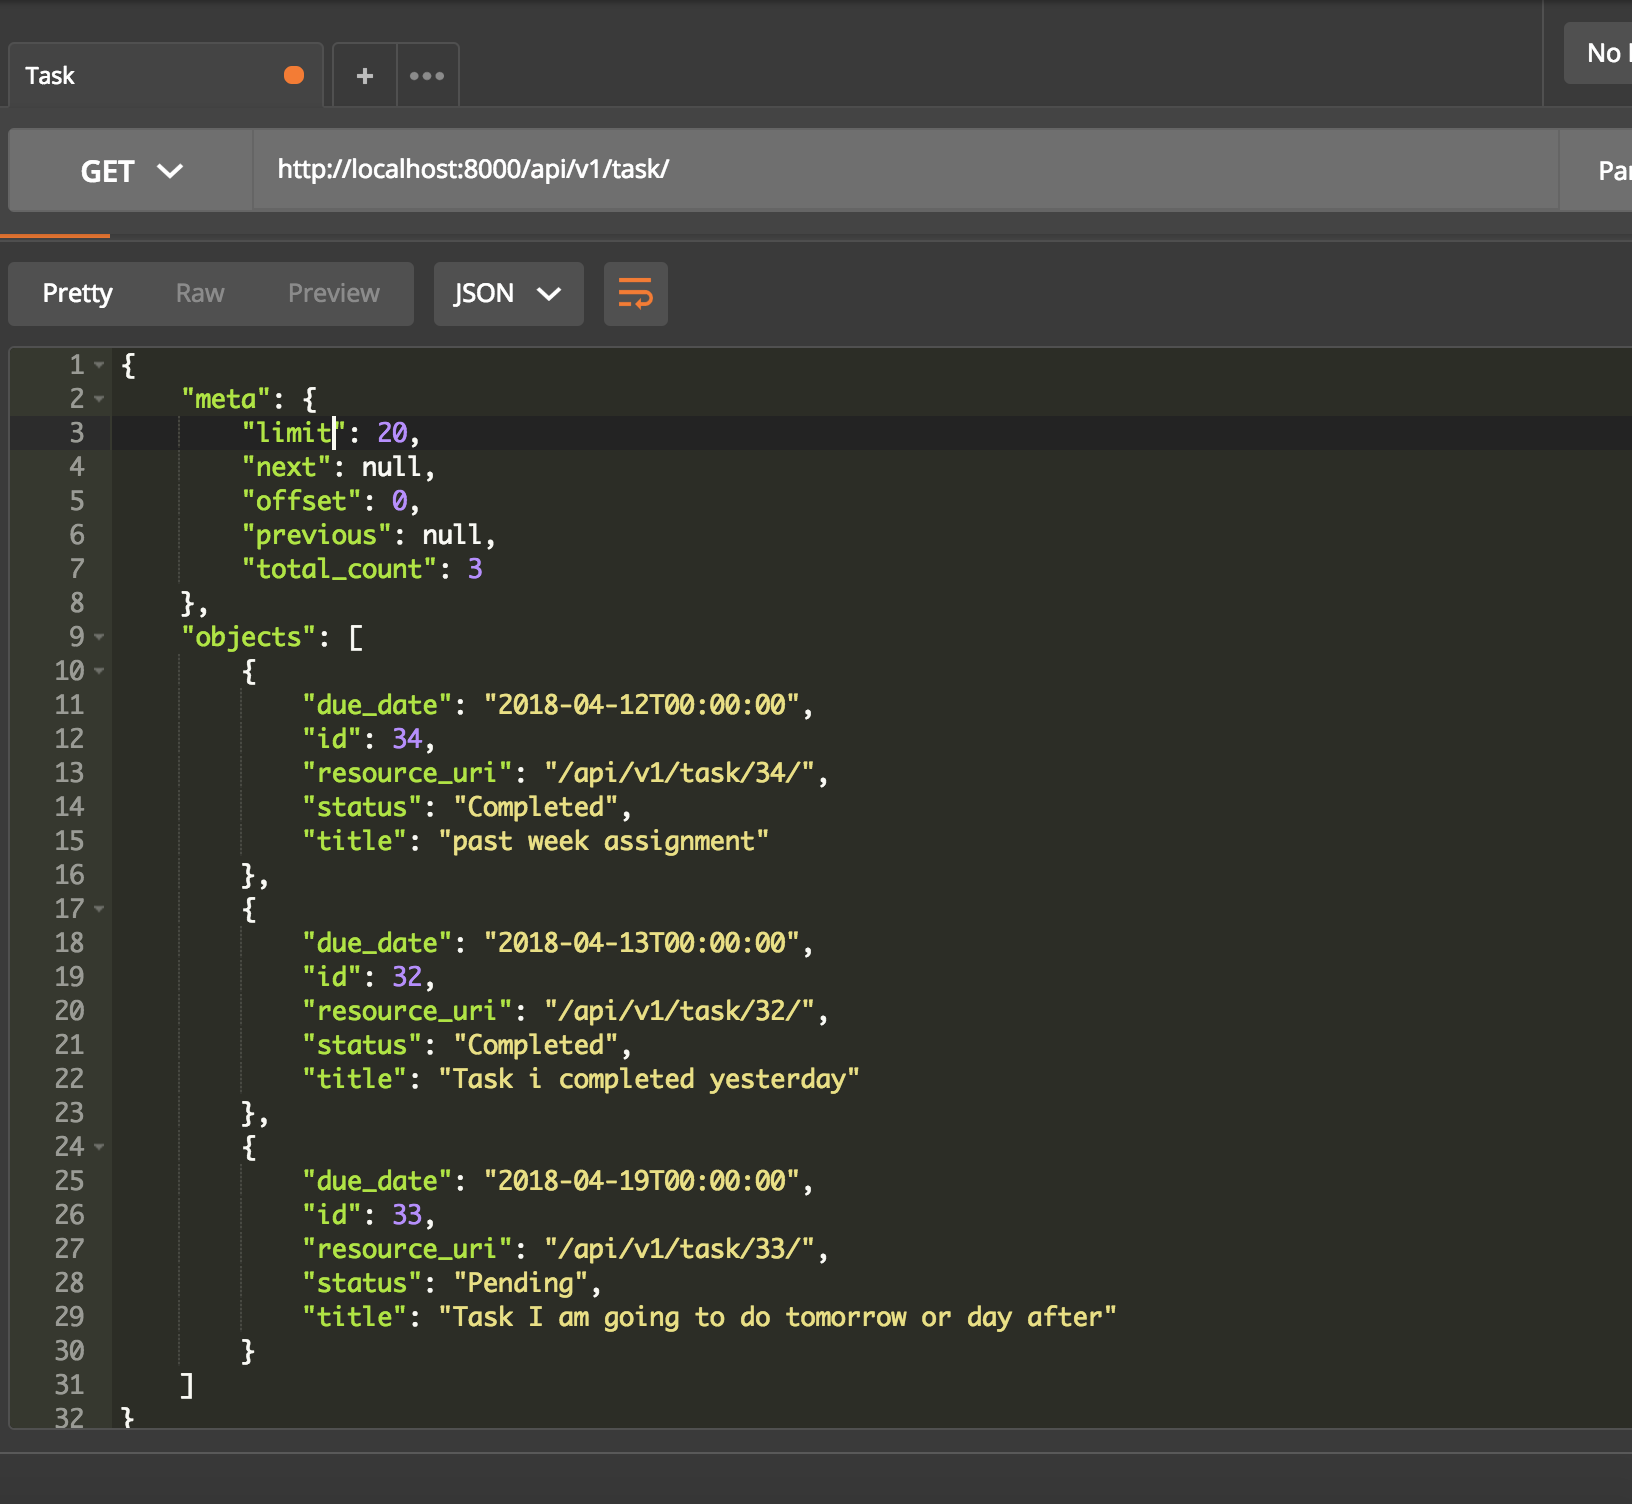 Task
No
GET
http://localhost:8000/api/v1/task/
Pretty Raw Preview JSON
1 {
2 "meta": {
3 "limit": 20,
4 "next": null,
5 "offset": 0,
6 "previous": null,
7 "total_count": 3
8 },
9 "objects": [
10 {
11 "due_date": "2018-04-12T00:00:00",
12 "id": 34,
13 "resource_uri": "/api/v1/task/34/",
14 "status": "Completed",
15 "title": "past week assignment"
16 },
17 {
18 "due_date": "2018-04-13T00:00:00",
19 "id": 32,
20 "resource_uri": "/api/v1/task/32/",
21 "status": "Completed",
22 "title": "Task i completed yesterday"
23 },
24 {
25 "due_date": "2018-04-19T00:00:00",
26 "id": 33,
27 "resource_uri": "/api/v1/task/33/",
28 "status": "Pending",
29 "title": "Task I am going to do tomorrow or day after"
30 }
31 ]
32 }